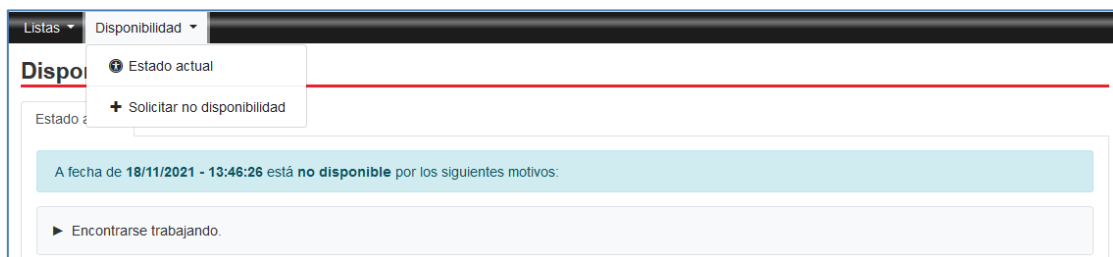 Listas Disponibilidad
Estado actual
Dispo
Solicitar no disponibilidad
Estado
A fecha de 18/11/2021 - 13:46:26 está no disponible por los siguientes motivos:
Encontrarse trabajando.